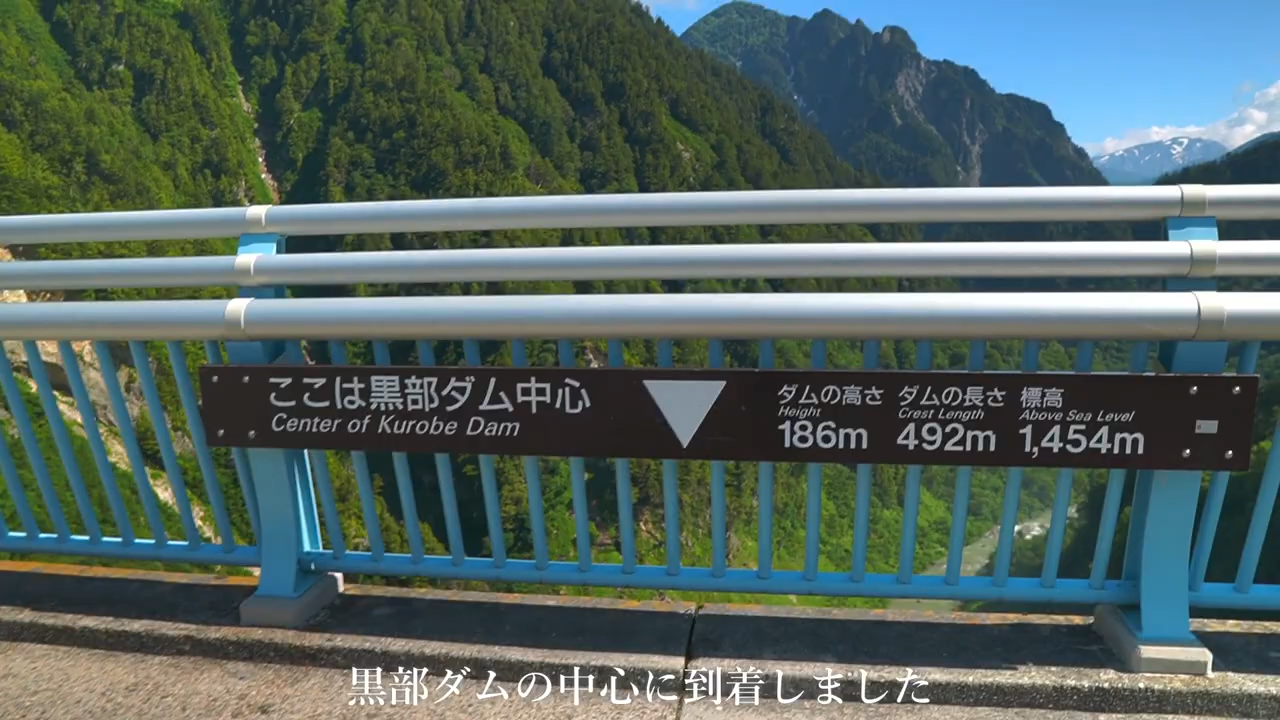 ここは黒部ダム中心
Center of Kurobe Dam
ダムの高さ
Height
186m
ダムの長さ
Crest Length
492m
標高
Above Sea Level
1,454m
黒部ダムの中心に到着しました